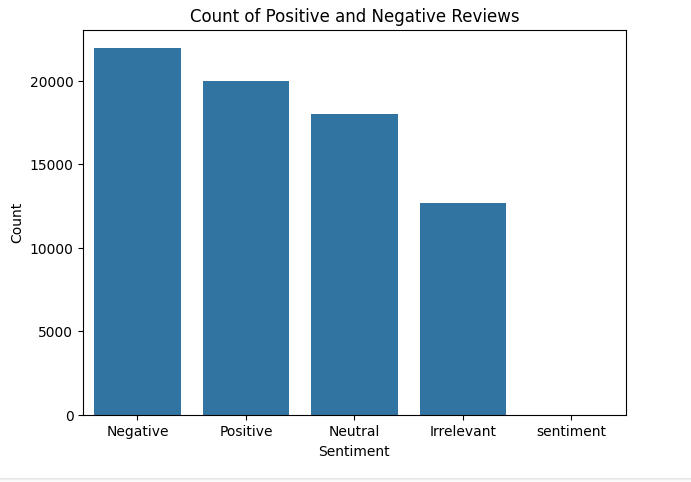 Count of Positive and Negative Reviews
20000
15000
10000
5000
0
Count
Negative Positive Neutral Irrelevant sentiment
Sentiment